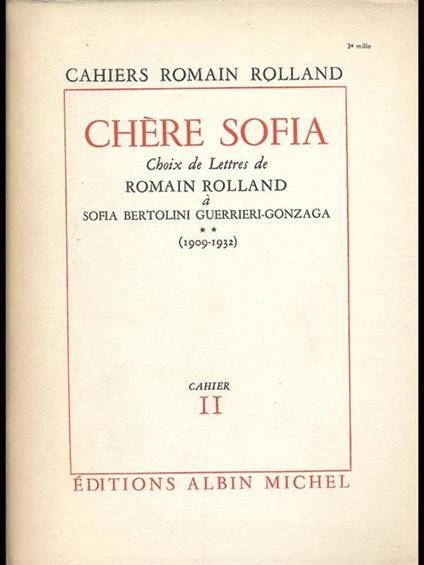 3e mille
CAHIERS ROMAIN ROLLAND
CHÈRE SOFIA
Choix de Lettres de
ROMAIN ROLLAND
à
SOFIA BERTOLINI GUERRIERI-GONZAGA
★ ★
(1909-1932)
CAHIER
II
ÉDITIONS ALBIN MICHEL